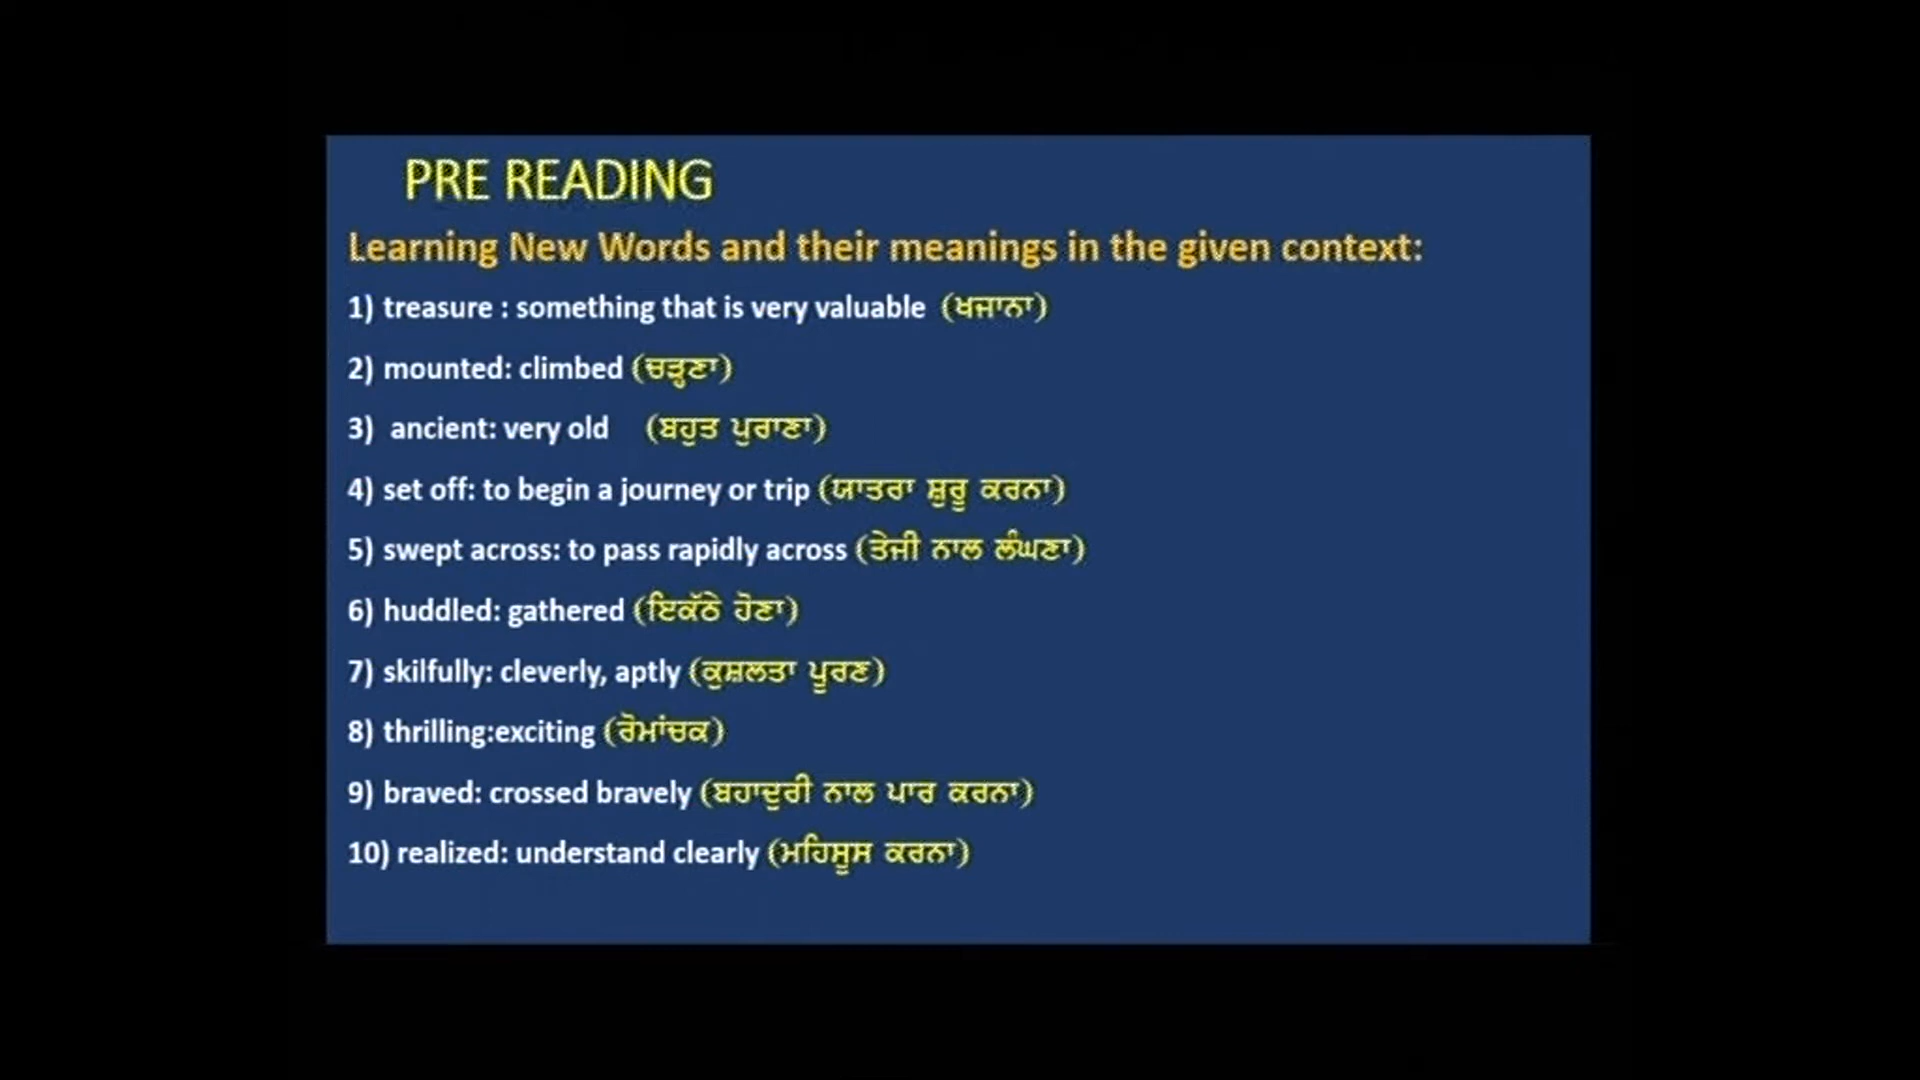 PRE READING
Learning New Words and their meanings in the given context:
1) treasure : something that is very valuable (ਖਜਾਨਾ)
2) mounted: climbed (ਚੜ੍ਹਣਾ)
3) ancient: very old (ਬਹੁਤ ਪੁਰਾਣਾ)
4) set off: to begin a journey or trip (ਯਾਤਰਾ ਸ਼ੁਰੂ ਕਰਨਾ)
5) swept across: to pass rapidly across (ਤੇਜੀ ਨਾਲ ਲੰਘਣਾ)
6) huddled: gathered (ਇਕੱਠੇ ਹੋਣਾ)
7) skilfully: cleverly, aptly (ਕੁਸ਼ਲਤਾ ਪੂਰਣ)
8) thrilling:exciting (ਰੋਮਾਂਚਕ)
9) braved: crossed bravely (ਬਹਾਦੁਰੀ ਨਾਲ ਪਾਰ ਕਰਨਾ)
10) realized: understand clearly (ਮਹਿਸੂਸ ਕਰਨਾ)